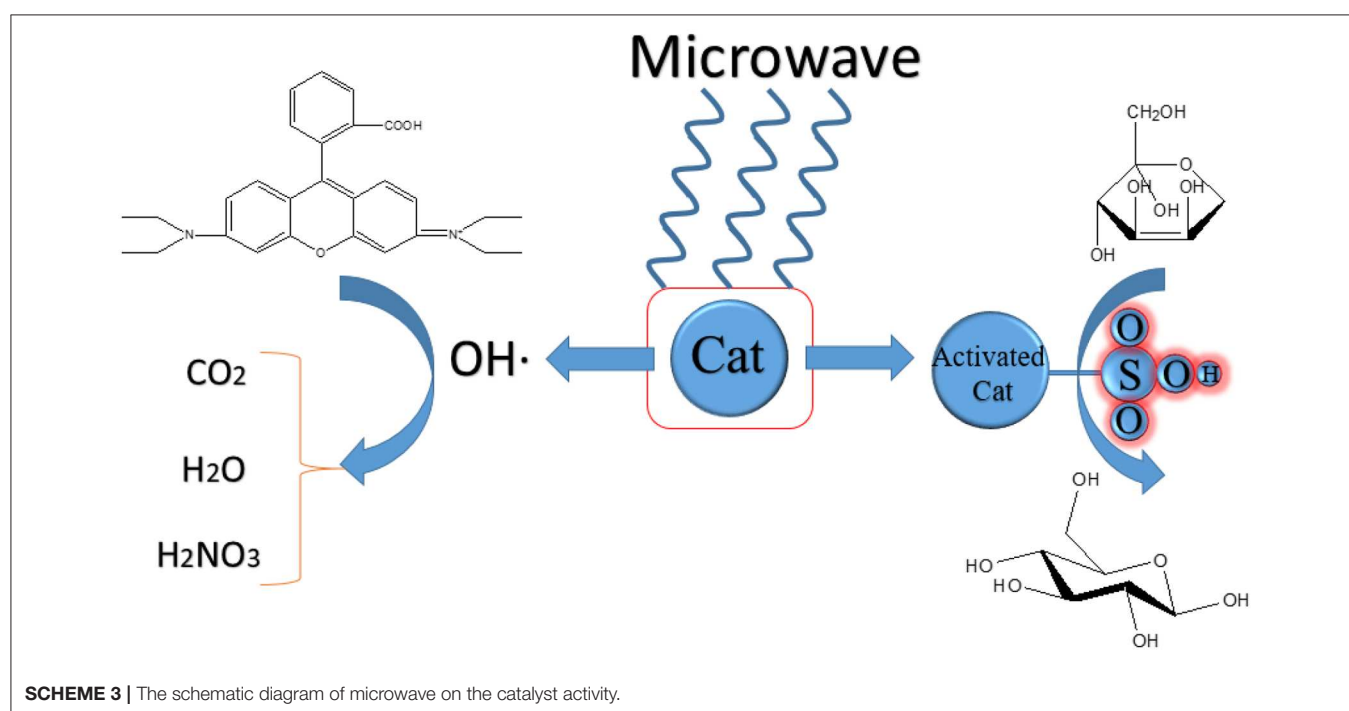 Microwave
COOH
N
O
N+
CO2
H2O
H2NO3
OH·
Cat
Activated
Cat
O
S
O
H
O
CH2OH
O
OH
OH
OH
OH
OH
HO
O
HO
OH
OH
SCHEME 3 | The schematic diagram of microwave on the catalyst activity.